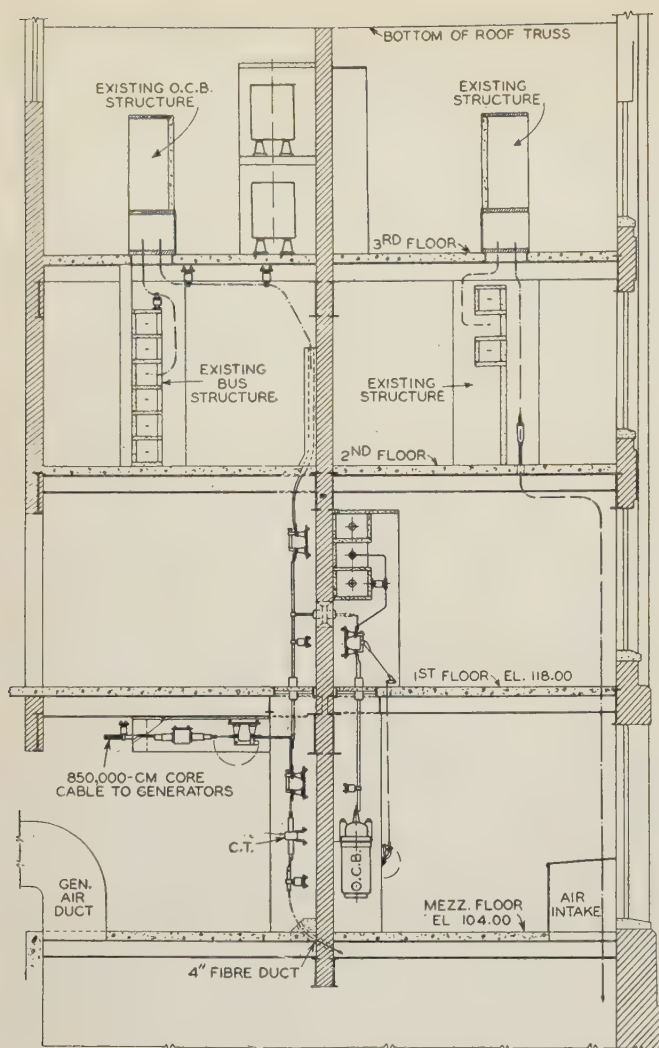 BOTTOM OF ROOF TRUSS
EXISTING O.C.B.
STRUCTURE
EXISTING
STRUCTURE
3RD FLOOR
EXISTING
BUS
STRUCTURE
EXISTING
STRUCTURE
2ND FLOOR
1ST FLOOR EL. 118.00
850,000-CM CORE
CABLE TO GENERATORS
C.T.
O.C.B.
GEN.
AIR
DUCT
MEZZ. FLOOR
EL 104.00
AIR
INTAKE
4" FIBRE DUCT